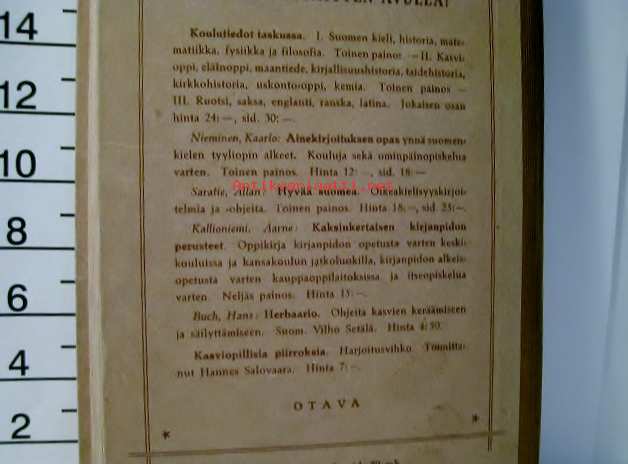 14
12
10
8
6
4
2
Koulutiedot taskussa. I. Suomen kieli, historia, mate-
matiikka, fysiikka ja filosofia. Toinen painos. — II. Kasvi-
oppi, eläinoppi, maantiede, kirjallisuushistoria, taidehistoria,
kirkkohistoria, uskonto-oppi, kemia. Toinen painos —
III. Ruotsi, saksa, englanti, ranska, latina. Jokaisen osan
hinta 24: —, sid. 30: —.
Nieminen, Kaarlo: Ainekirjoituksen opas ynnä suomen-
kielen tyyliopin alkeet. Kouluja sekä ominpäinopiskelua
varten. Toinen painos. Hinta 12: —, sid. 18: —
Antikvariaatti.net
Hyvää suomea. Oikeakielisyyskirjoi-
telmia ja -ohjeita. Toinen painos. Hinta 18: —, sid. 25: —.
Kallioniemi, Aarne: Kaksinkertaisen kirjanpidon
perusteet. Oppikirja kirjanpidon opetusta varten keski-
kouluissa ja kansakoulun jatkoluokilla, kirjanpidon alkeis-
opetusta varten kauppaoppilaitoksissa ja itseopiskelua
varten. Neljäs painos. Hinta 15: —.
Buch, Hans: Herbaario. Ohjeita kasvien keräämiseen
ja säilyttämiseen. Suom. Vilho Setälä. Hinta 4: 50.
Kasviopillisia piirroksia. Harjoitusvihko Toimitta-
nut Hannes Salovaara. Hinta 7: —.
OTAVA